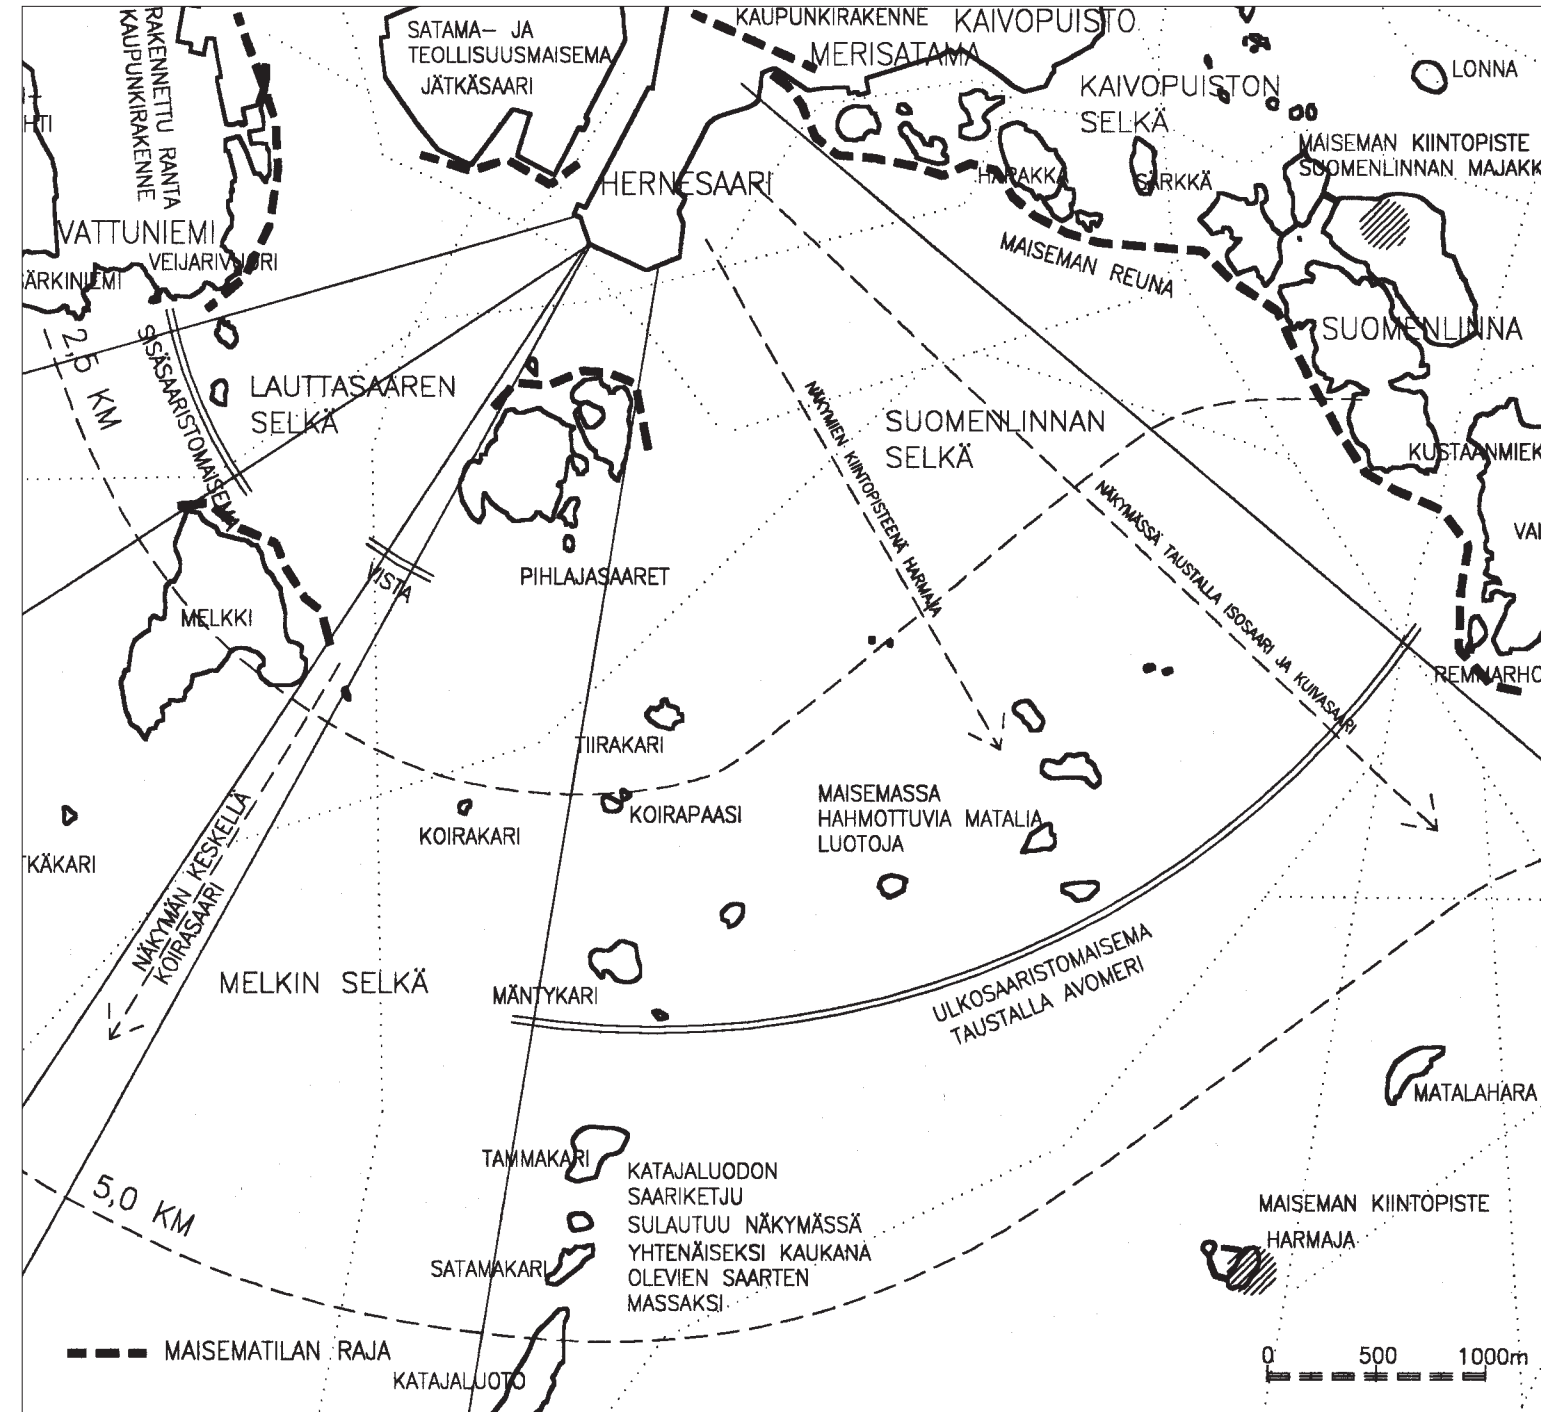 RAKENNETTU RANTA
KAUPUNKIRAKENNE
SATAMA- JA
TEOLLISUUSMAISEMA
JÄTKÄSAARI
KAUPUNKIRAKENNE
KAIVOPUISTO
MERISATAMA
KAIVOPUISTON
SELKÄ
LONNA
MAISEMAN KIINTOPISTE
SUOMENLINNAN MAJAKK
HTI
HERNESAARI
HARAKKA
SÄRKKÄ
VATTUNIEMI
VEIJARIVUORI
ÄRKINIEMI
MAISEMAN REUNA
SUOMENLINNA
2,5 KM
SISÄSAARISTOMAISEMA
LAUTTASAAREN
SELKÄ
NÄKYMIEN KIINTOPISTEENÄ HARMAJA
SUOMENLINNAN
SELKÄ
KUSTAANMIEK
NÄKYMÄSSÄ TAUSTALLA ISOSAARI JA KUIVASAARI
VISTA
PIHLAJASAARET
MELKKI
REMMARHO
TIIRAKARI
KOIRAKARI
KOIRAPAASI
MAISEMASSA
HAHMOTTUVIA MATALIA
LUOTOJA
KÄKARI
NÄKYMÄN KESKELLÄ
KOIRASAARI
MELKIN SELKÄ
MÄNTYKARI
ULKOSAARISTOMAISEMA
TAUSTALLA AVOMERI
MATALAHARA
TAMMAKARI
KATAJALUODON
SAARIKETJU
SULAUTUU NÄKYMÄSSÄ
YHTENÄISEKSI KAUKANA
OLEVIEN SAARTEN
MASSAKSI
SATAMAKARI
5,0 KM
MAISEMAN KIINTOPISTE
HARMAJA
MAISEMATILAN RAJA
KATAJALUOTO
0 500 1000m